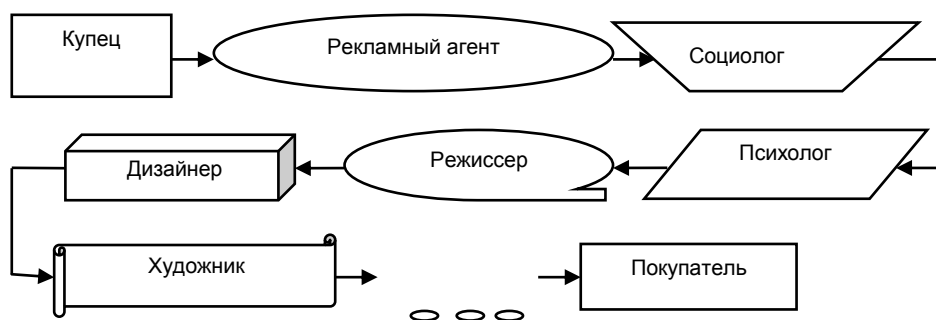 Купец
Рекламный агент
Социолог
Психолог
Режиссер
Дизайнер
Художник
Покупатель